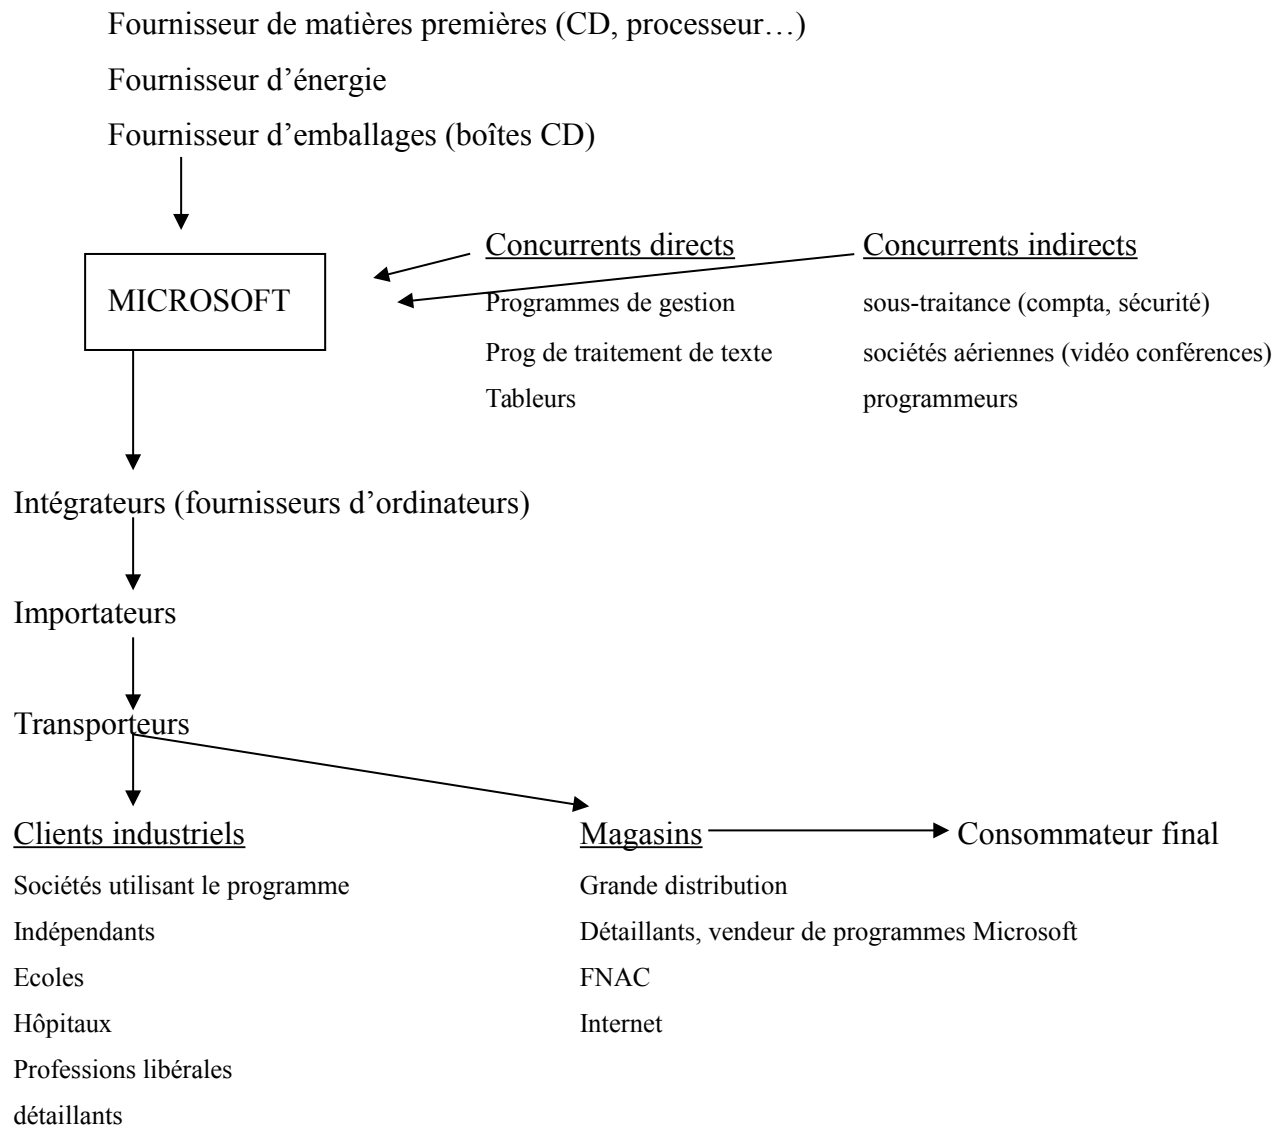 Fournisseur de matières premières (CD, processeur…)
Fournisseur d’énergie
Fournisseur d’emballages (boîtes CD)
MICROSOFT
Concurrents directs
Programmes de gestion
Prog de traitement de texte
Tableurs
Concurrents indirects
sous-traitance (compta, sécurité)
sociétés aériennes (vidéo conférences)
programmeurs
Intégrateurs (fournisseurs d’ordinateurs)
Importateurs
Transporteurs
Clients industriels
Sociétés utilisant le programme
Indépendants
Ecoles
Hôpitaux
Professions libérales
détaillants
Magasins
Grande distribution
Détaillants, vendeur de programmes Microsoft
FNAC
Internet
Consommateur final